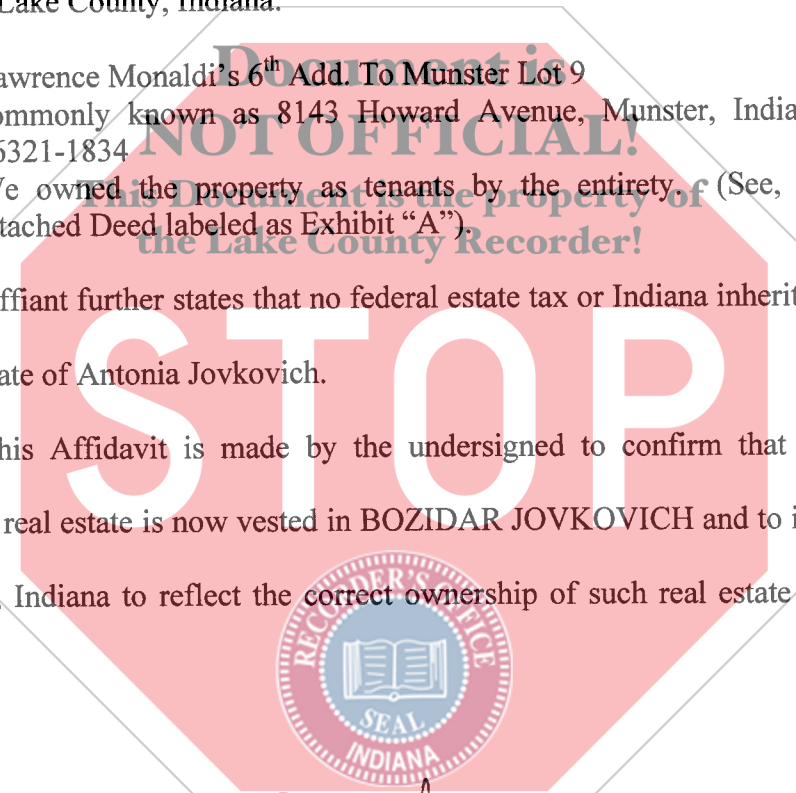 Lake County, Indiana.
Document is
awrence Monaldi's 6th Add. To Munster Lot 9
ommonly known as 8143 Howard Avenue, Munster, India
NOT OFFICIAL!
6321-1834
This Document is the property of
e owned the property as tenants by the entirety. (See,
tached Deed labeled as Exhibit “A”).
the Lake County Recorder!
ffiant further states that no federal estate tax or Indiana inherit
STOP
ate of Antonia Jovkovich.
his Affidavit is made by the undersigned to confirm that
real estate is now vested in BOZIDAR JOVKOVICH and to i
Indiana to reflect the correct ownership of such real estate
RECORDER'S OFFICE
SEAL
INDIANA